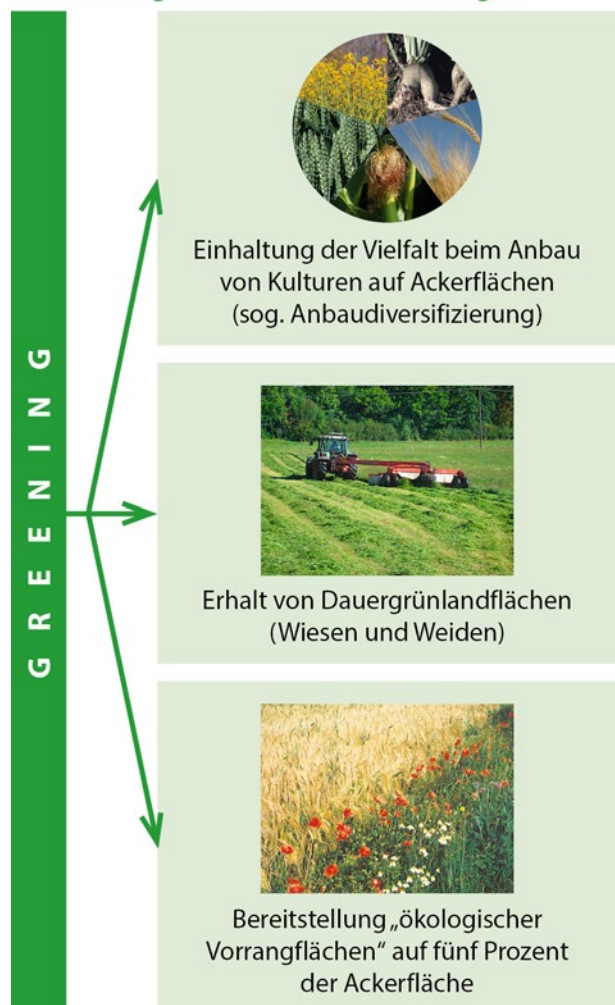 GREENING
Einhaltung der Vielfalt beim Anbau
von Kulturen auf Ackerflächen
(sog. Anbaudiversifizierung)
Erhalt von Dauergrünlandflächen
(Wiesen und Weiden)
Bereitstellung „ökologischer
Vorrangflächen“ auf fünf Prozent
der Ackerfläche